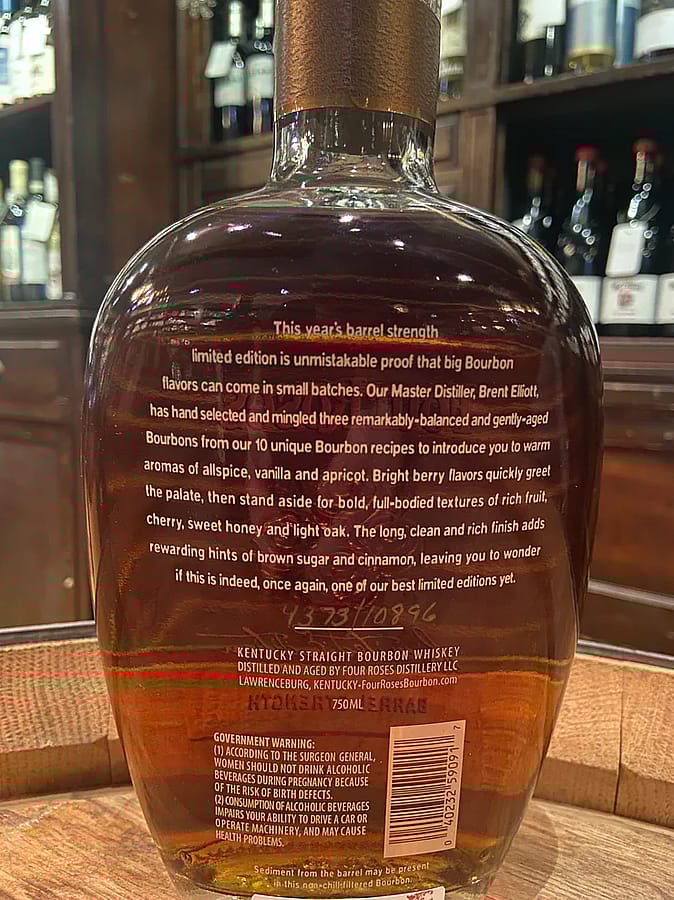 This year's barrel strength
limited edition is unmistakable proof that big Bourbon
flavors can come in small batches. Our Master Distiller, Brent Elliott,
has hand selected and mingled three remarkably-balanced and gently-aged
Bourbons from our 10 unique Bourbon recipes to introduce you to warm
aromas of allspice, vanilla and apricot. Bright berry flavors quickly greet
the palate, then stand aside for bold, full-bodied textures of rich fruit,
cherry, sweet honey and light oak. The long, clean and rich finish adds
rewarding hints of brown sugar and cinnamon, leaving you to wonder
if this is indeed, once again, one of our best limited editions yet.
4373/10896
KENTUCKY STRAIGHT BOURBON WHISKEY
DISTILLED AND AGED BY FOUR ROSES DISTILLERY LLC
LAWRENCEBURG, KENTUCKY•FourRosesBourbon.com
750ML
GOVERNMENT WARNING:
(1) ACCORDING TO THE SURGEON GENERAL,
WOMEN SHOULD NOT DRINK ALCOHOLIC
BEVERAGES DURING PREGNANCY BECAUSE
OF THE RISK OF BIRTH DEFECTS.
(2) CONSUMPTION OF ALCOHOLIC BEVERAGES
IMPAIRS YOUR ABILITY TO DRIVE A CAR OR
OPERATE MACHINERY, AND MAY CAUSE
HEALTH PROBLEMS.
0 40232 59091 7
Sediment from the barrel may be present
in this non-chill-filtered Bourbon.